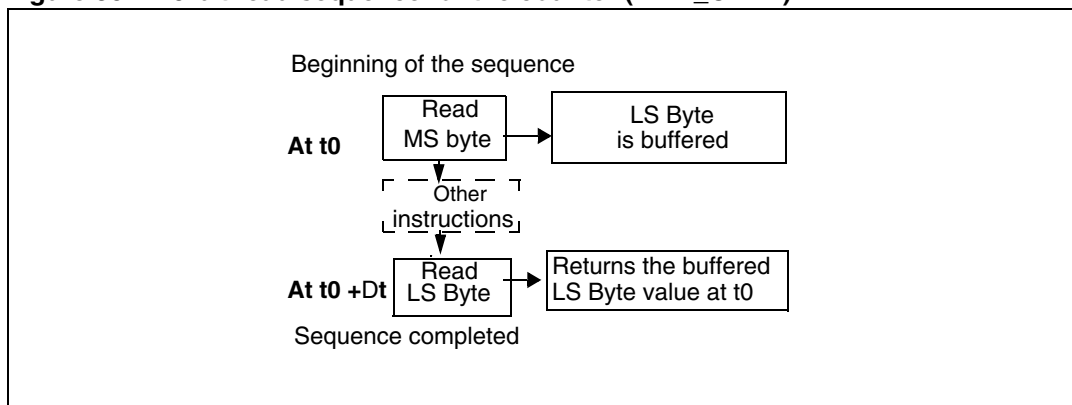 Beginning of the sequence
At t0
Read
MS byte
LS Byte
is buffered
Other
instructions
At t0 +Dt
Read
LS Byte
Returns the buffered
LS Byte value at t0
Sequence completed